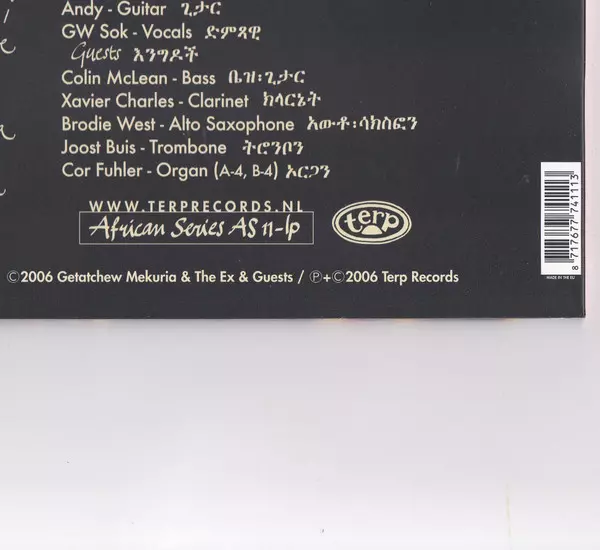 Andy - Guitar ጊታር
GW Sok - Vocals ድምጻዊ
Guests እንግዶች
Colin McLean - Bass ቤዝ፡ጊታር
Xavier Charles - Clarinet ክላርኔት
Brodie West - Alto Saxophone አውቶ፡ሳክስፎን
Joost Buis - Trombone ትሮንቦን
Cor Fuhler - Organ (A-4, B-4) ኦርጋን
WWW.TERPRECORDS.NL
African Series AS 11-lp
terp
©2006 Getatchew Mekuria & The Ex & Guests / ℗+©2006 Terp Records
8 717677 741113
MADE IN THE EU